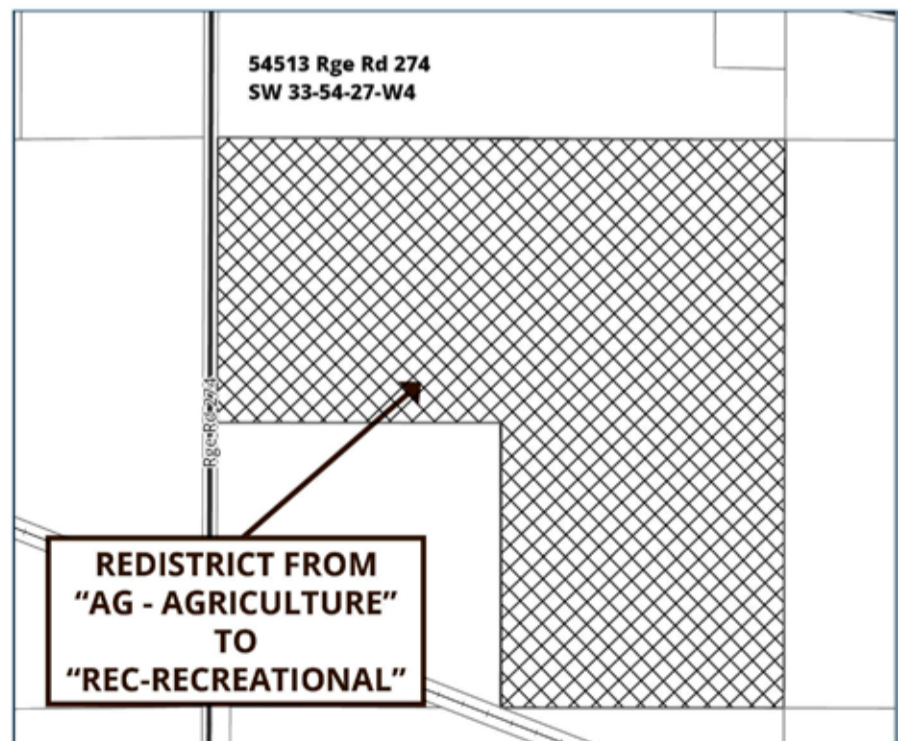 54513 Rge Rd 274
SW 33-54-27-W4
Rge Rd 274
REDISTRICT FROM
“AG - AGRICULTURE”
TO
“REC-RECREATIONAL”